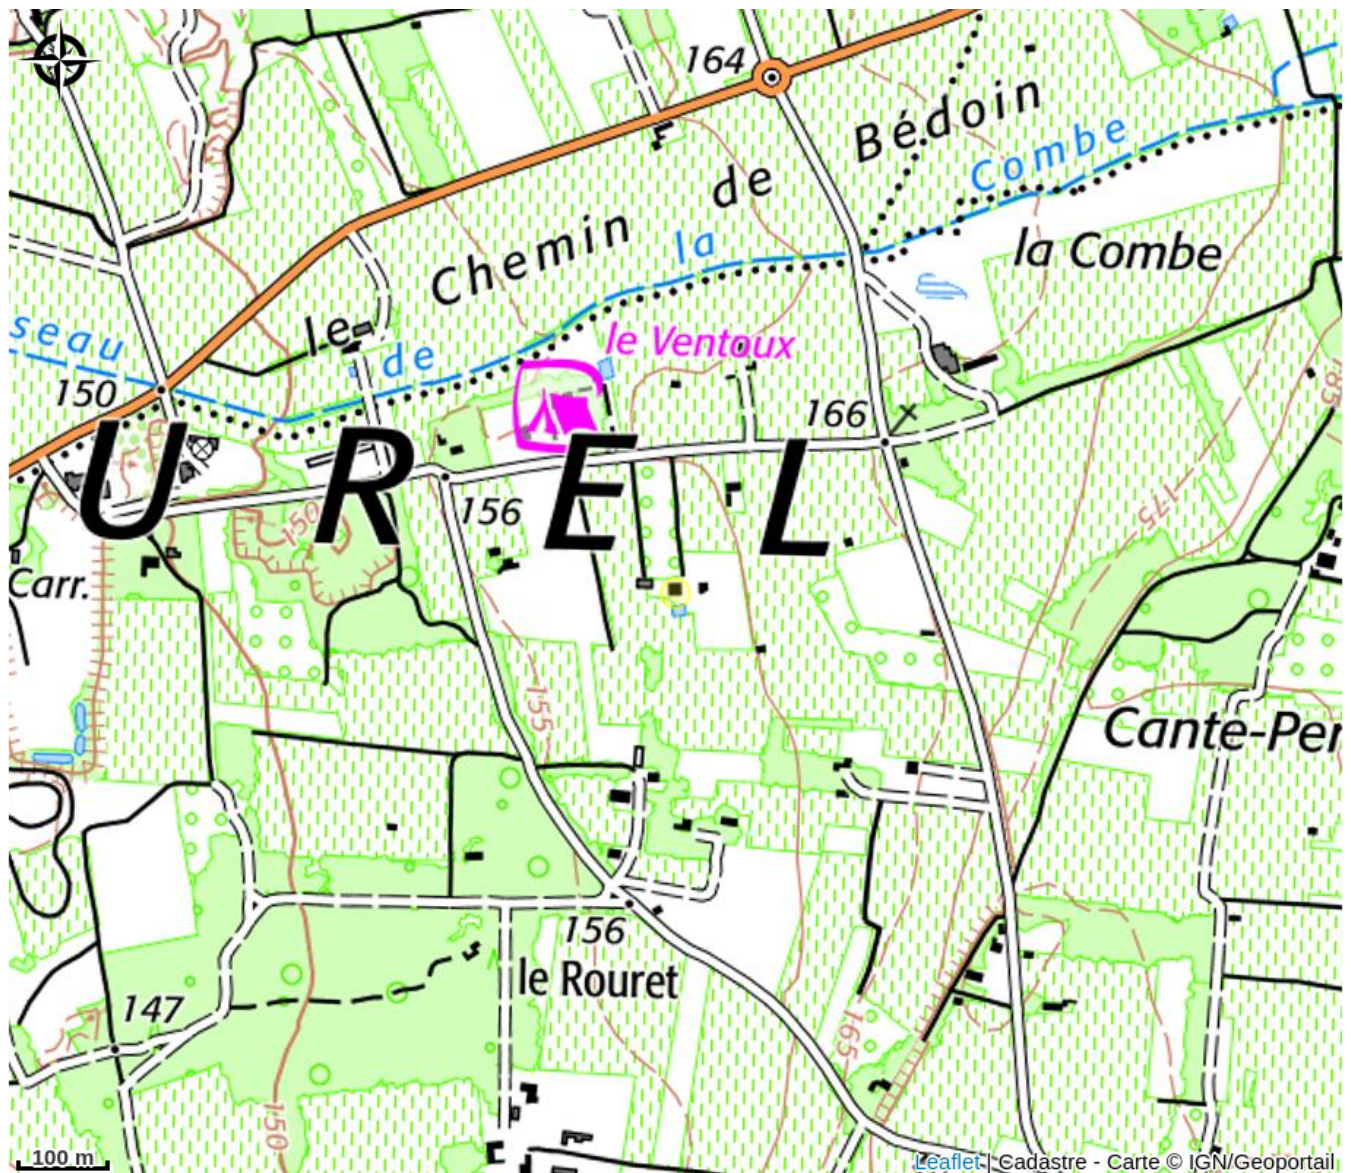 164
Bédoin
Combe
de
la Combe
Chemin
la
le
le Ventoux
seau
de
150
166
185
U R E L
156
150
175
Carr.
155
Cante-Per
156
le Rouret
147
165
150
100 m
Leaflet | Cadastre - Carte © IGN/Geoportail